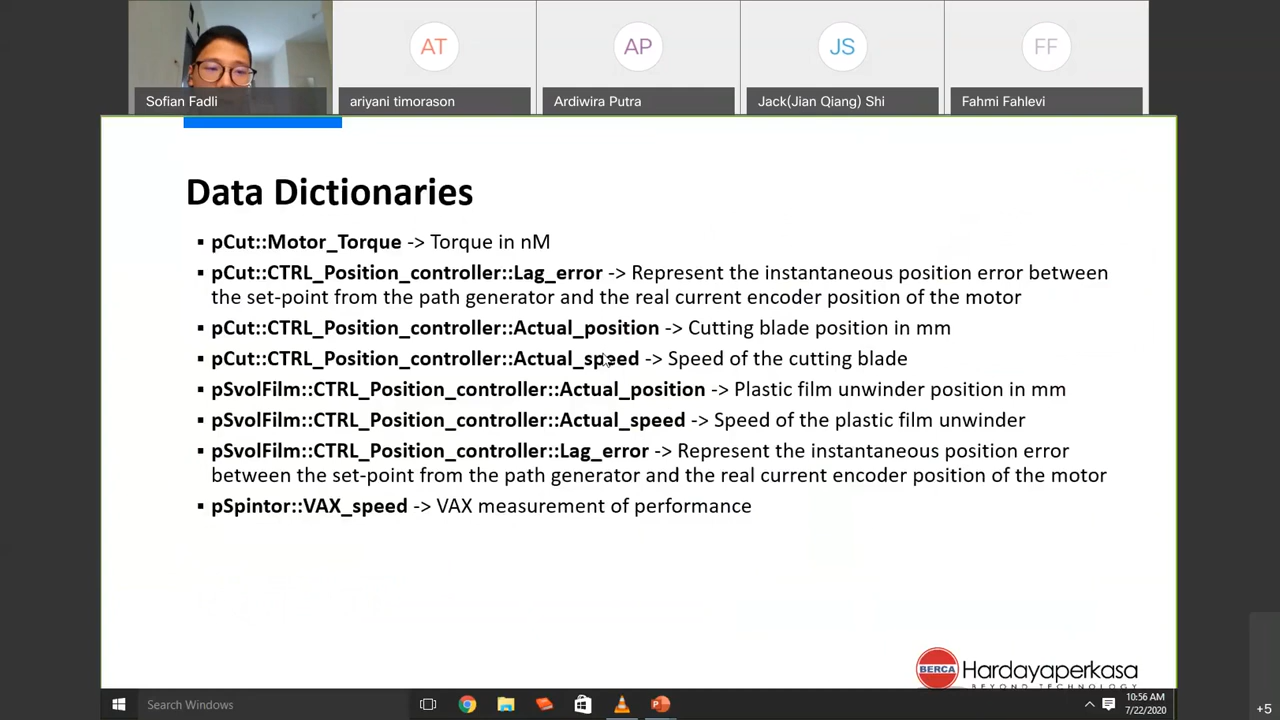 AT
AP
JS
FF
Sofian Fadli
ariyani timorason
Ardiwira Putra
Jack(Jian Qiang) Shi
Fahmi Fahlevi
Data Dictionaries
▪ pCut::Motor_Torque -> Torque in nM
▪ pCut::CTRL_Position_controller::Lag_error -> Represent the instantaneous position error between
the set-point from the path generator and the real current encoder position of the motor
▪ pCut::CTRL_Position_controller::Actual_position -> Cutting blade position in mm
▪ pCut::CTRL_Position_controller::Actual_speed -> Speed of the cutting blade
▪ pSvolFilm::CTRL_Position_controller::Actual_position -> Plastic film unwinder position in mm
▪ pSvolFilm::CTRL_Position_controller::Actual_speed -> Speed of the plastic film unwinder
▪ pSvolFilm::CTRL_Position_controller::Lag_error -> Represent the instantaneous position error
between the set-point from the path generator and the real current encoder position of the motor
▪ pSpintor::VAX_speed -> VAX measurement of performance
BERCA Hardayaperkasa
BEYOND TECHNOLOGY
Search Windows
10:56 AM
7/22/2020
+5